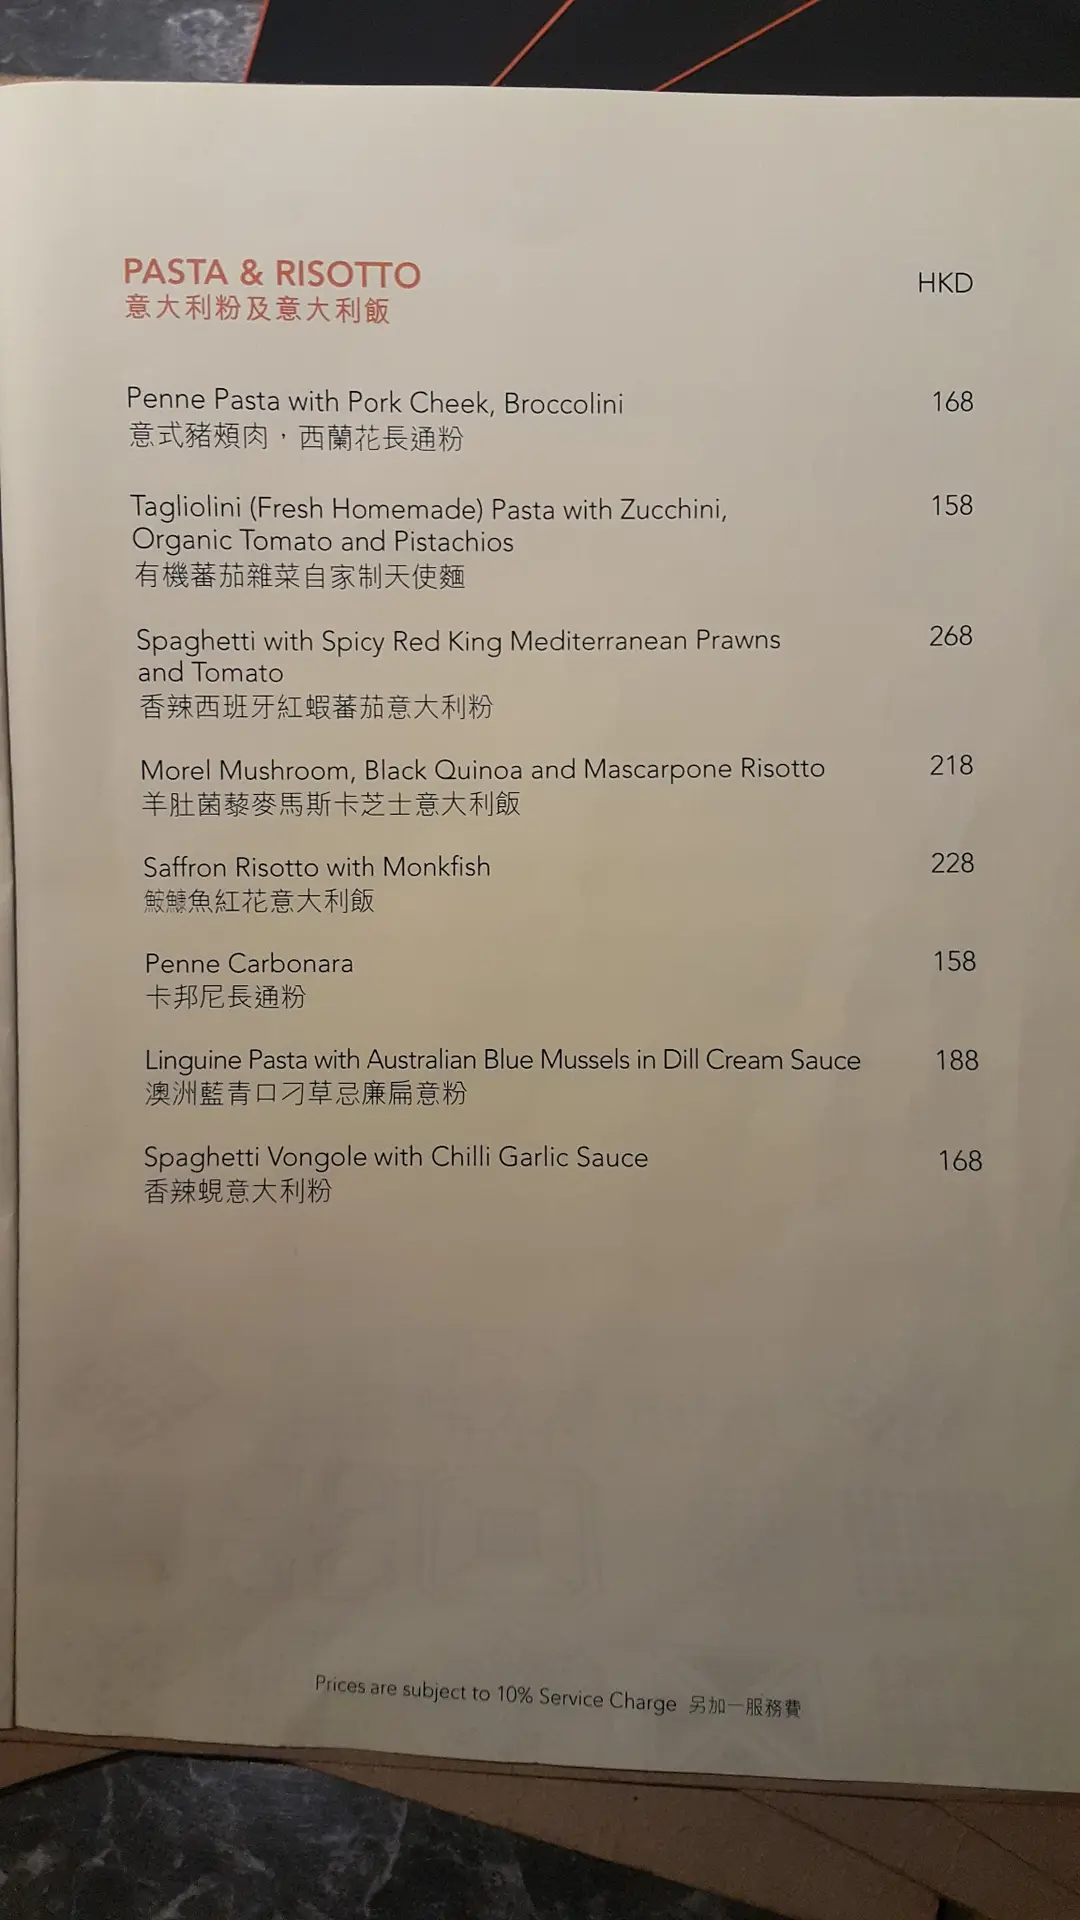 PASTA & RISOTTO
意大利粉及意大利飯
HKD
Penne Pasta with Pork Cheek, Broccolini 168
意式豬頰肉，西蘭花長通粉
Tagliolini (Fresh Homemade) Pasta with Zucchini, 158
Organic Tomato and Pistachios
有機蕃茄雜菜自家制天使麵
Spaghetti with Spicy Red King Mediterranean Prawns 268
and Tomato
香辣西班牙紅蝦蕃茄意大利粉
Morel Mushroom, Black Quinoa and Mascarpone Risotto 218
羊肚菌藜麥馬斯卡芝士意大利飯
Saffron Risotto with Monkfish 228
鮟鱇魚紅花意大利飯
Penne Carbonara 158
卡邦尼長通粉
Linguine Pasta with Australian Blue Mussels in Dill Cream Sauce 188
澳洲藍青口刁草忌廉扁意粉
Spaghetti Vongole with Chilli Garlic Sauce 168
香辣蜆意大利粉
Prices are subject to 10% Service Charge 另加一服務費